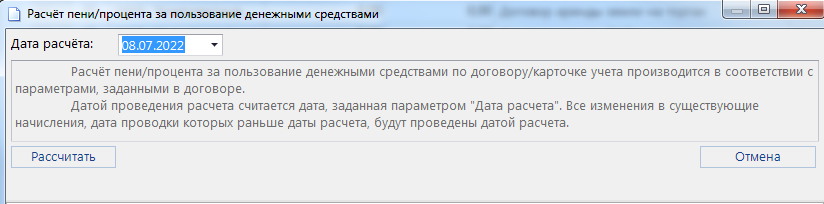 Расчёт пени/процента за пользование денежными средствами
Дата расчёта: 08.07.2022
Расчёт пени/процента за пользование денежными средствами по договору/карточке учета производится в соответствии с
параметрами, заданными в договоре.
Датой проведения расчета считается дата, заданная параметром "Дата расчета". Все изменения в существующие
начисления, дата проводки которых раньше даты расчета, будут проведены датой расчета.
Рассчитать Отмена